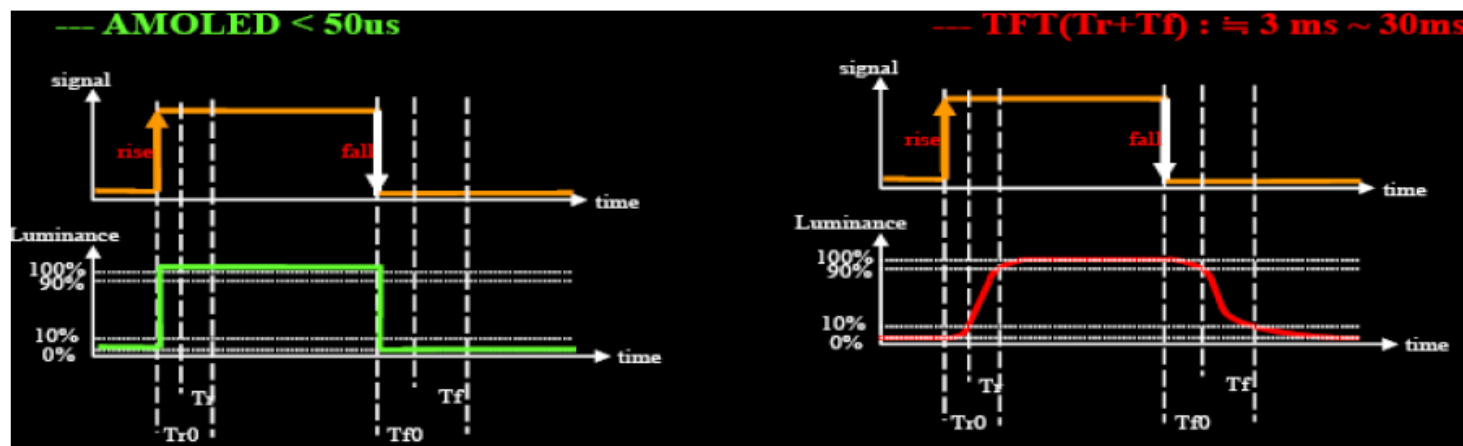 --- AMOLED < 50us
signal
rise
fall
time
Luminance
100%
90%
10%
0%
time
Tr
Tf
Tr0
Tf0
--- TFT(Tr+Tf) : ≒ 3 ms ~ 30ms
signal
rise
fall
time
Luminance
100%
90%
10%
0%
time
Tr
Tf
Tr0
Tf0